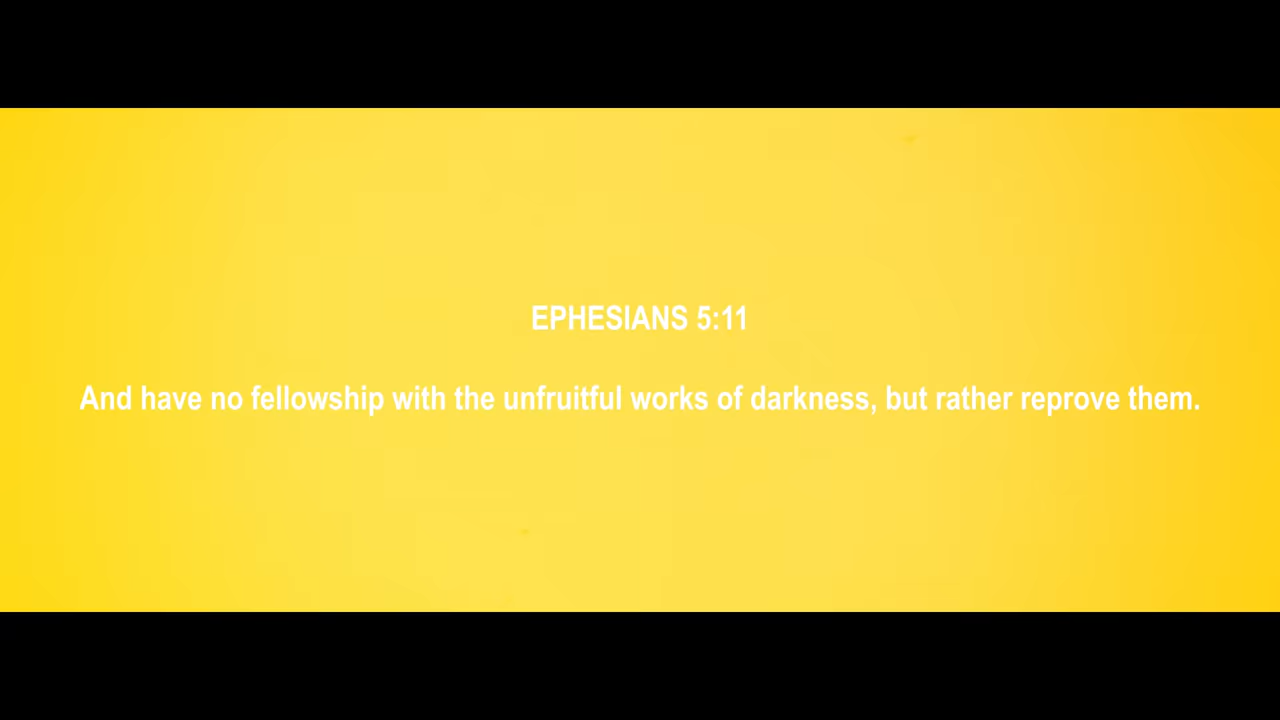 EPHESIANS 5:11
And have no fellowship with the unfruitful works of darkness, but rather reprove them.